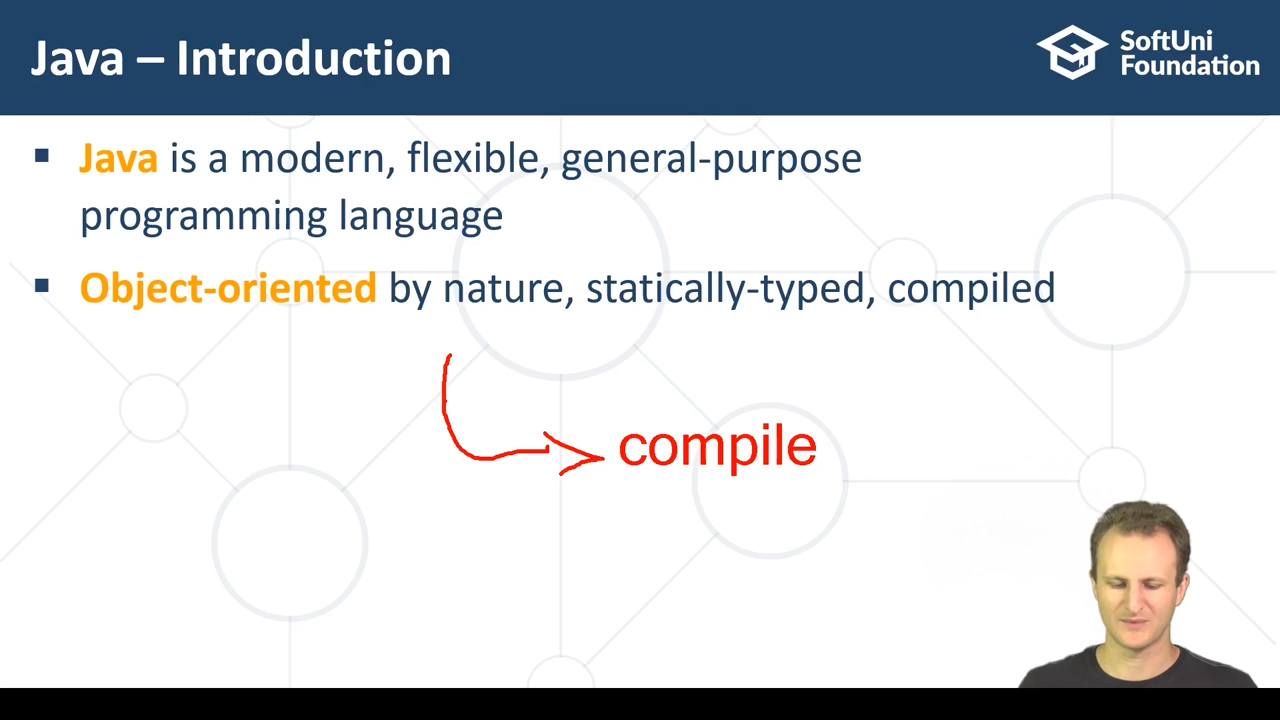 Java – Introduction
SoftUni
Foundation
Java is a modern, flexible, general-purpose
programming language
Object-oriented by nature, statically-typed, compiled
compile